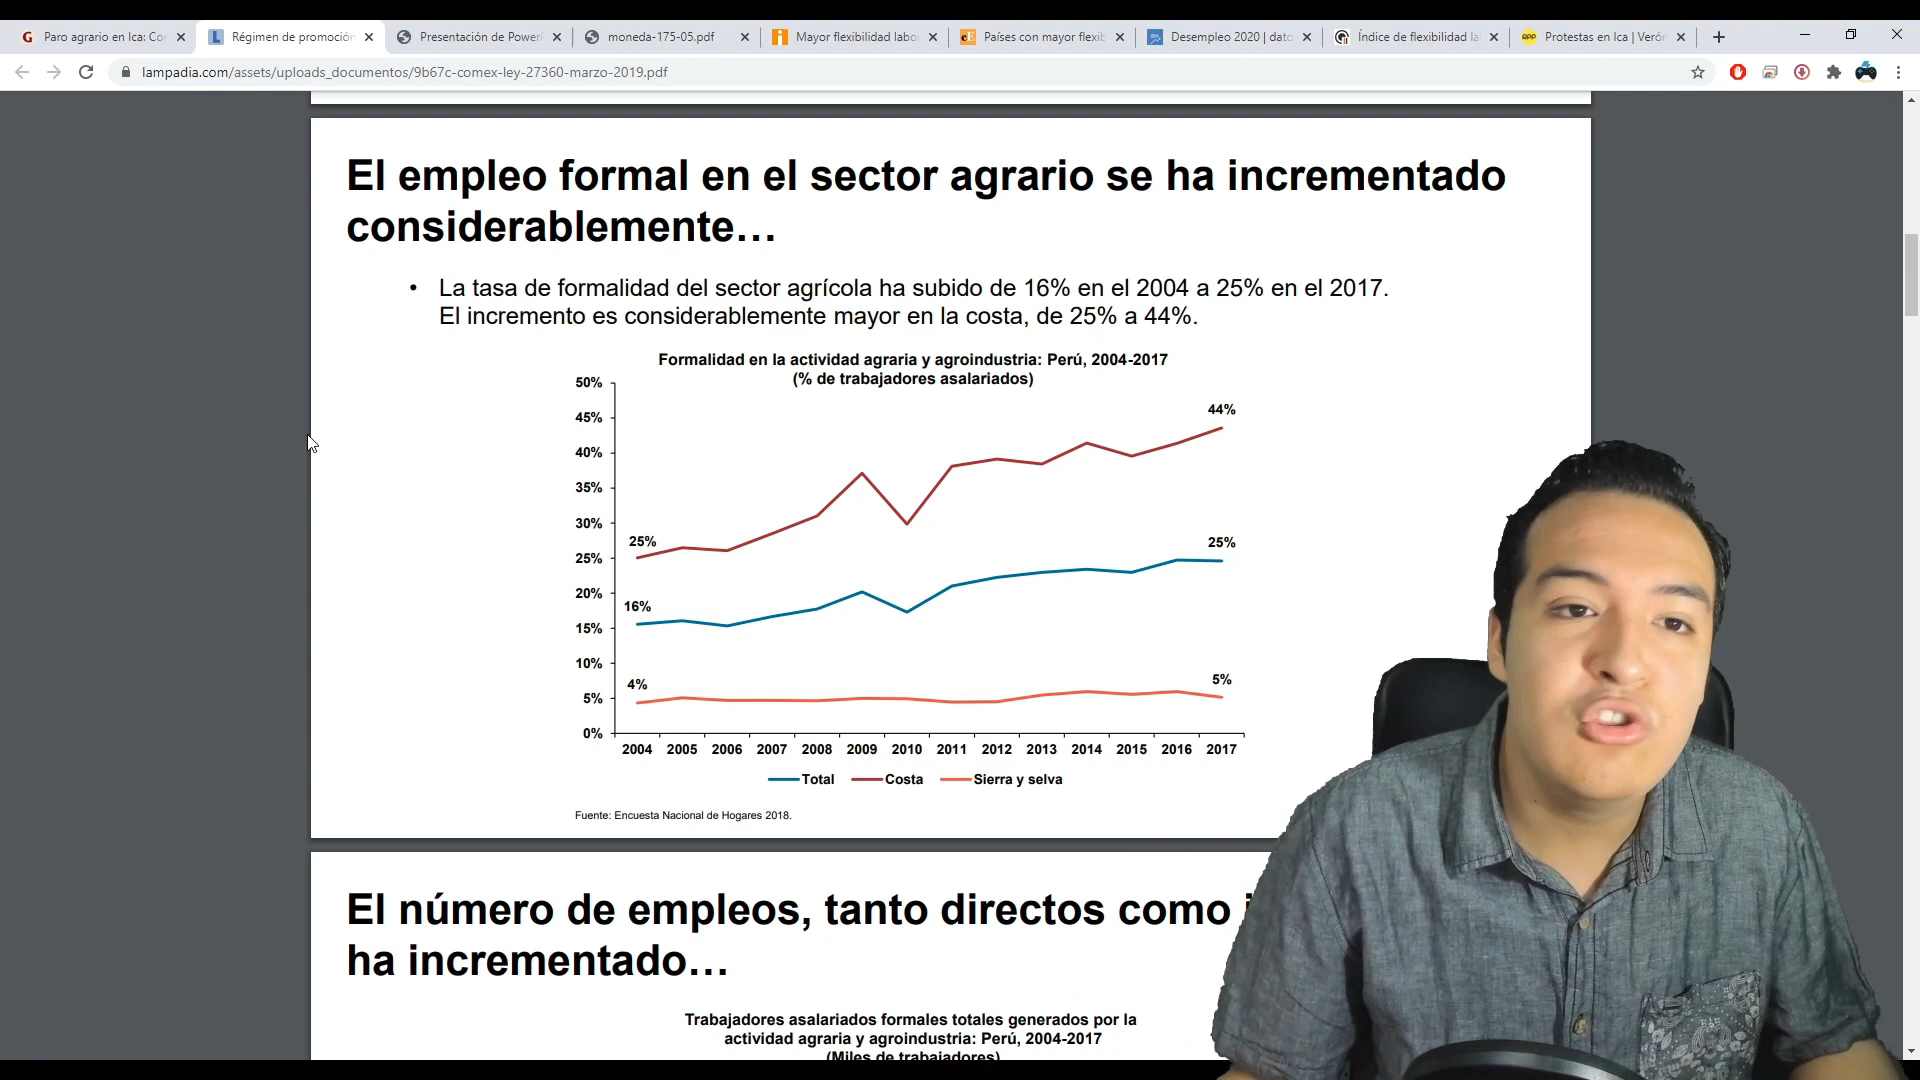 Paro agrario en Ica: Co
Régimen de promoción
Presentación de Power
moneda-175-05.pdf
Mayor flexibilidad labo
Países con mayor flexib
Desempleo 2020 | dato
Índice de flexibilidad la
Protestas en Ica | Verón
lampadia.com/assets/uploads_documentos/9b67c-comex-ley-27360-marzo-2019.pdf
El empleo formal en el sector agrario se ha incrementado
considerablemente…
• La tasa de formalidad del sector agrícola ha subido de 16% en el 2004 a 25% en el 2017.
El incremento es considerablemente mayor en la costa, de 25% a 44%.
Formalidad en la actividad agraria y agroindustria: Perú, 2004-2017
(% de trabajadores asalariados)
50%
45%
40%
35%
30%
25%
20%
15%
10%
5%
0%
44%
25%
25%
16%
4%
5%
2004 2005 2006 2007 2008 2009 2010 2011 2012 2013 2014 2015 2016 2017
Total Costa Sierra y selva
Fuente: Encuesta Nacional de Hogares 2018.
El número de empleos, tanto directos como
ha incrementado…
Trabajadores asalariados formales totales generados por la
actividad agraria y agroindustria: Perú, 2004-2017
(Miles de trabajadores)